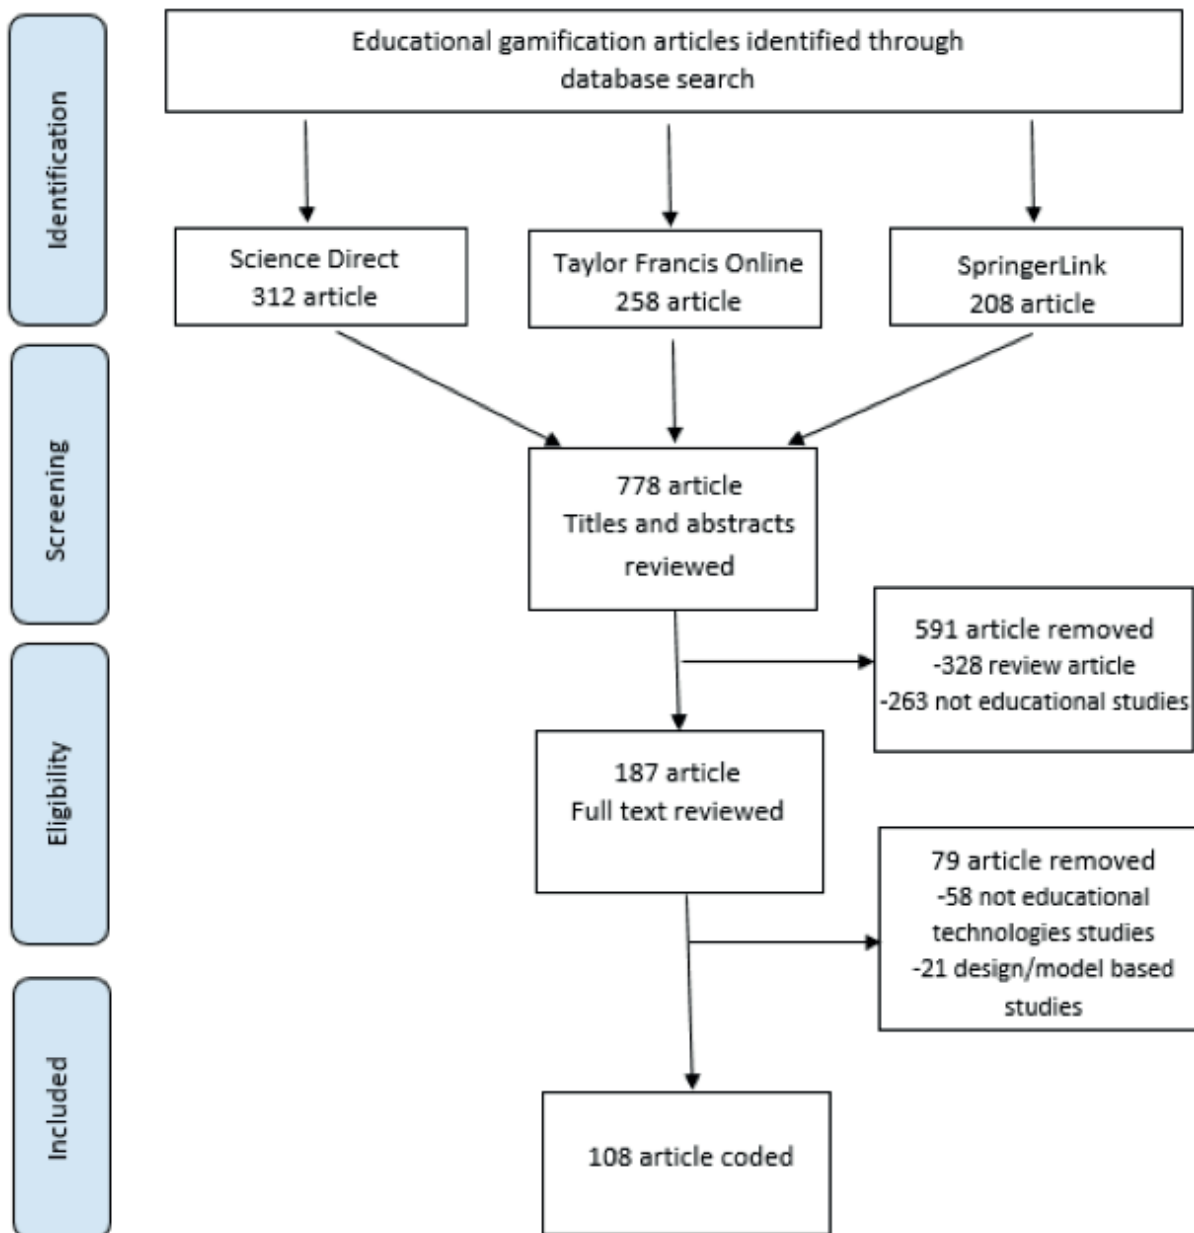 Identification
Educational gamification articles identified through
database search
Science Direct
312 article
Taylor Francis Online
258 article
SpringerLink
208 article
Screening
778 article
Titles and abstracts
reviewed
591 article removed
-328 review article
-263 not educational studies
Eligibility
187 article
Full text reviewed
79 article removed
-58 not educational
technologies studies
-21 design/model based
studies
Included
108 article coded